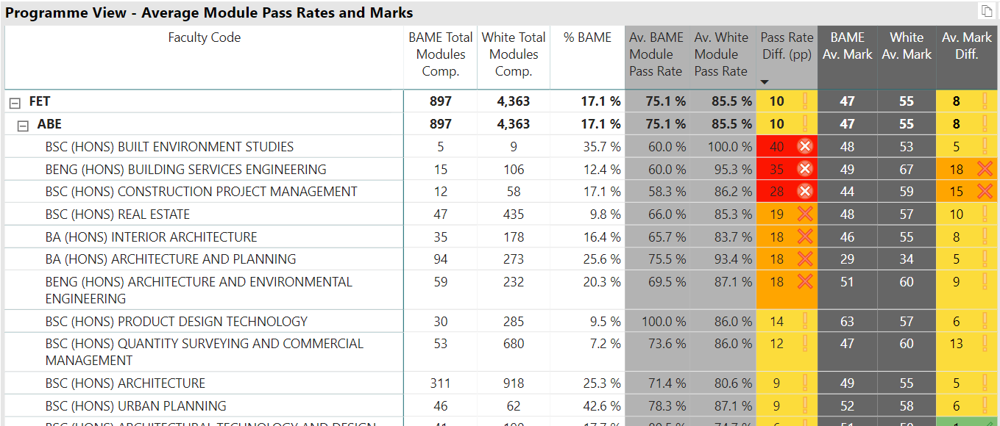 Programme View - Average Module Pass Rates and Marks
Faculty Code BAME Total Modules Comp. White Total Modules Comp. % BAME Av. BAME Module Pass Rate Av. White Module Pass Rate Pass Rate Diff. (pp) BAME Av. Mark White Av. Mark Av. Mark Diff.
FET 897 4,363 17.1 % 75.1 % 85.5 % 10 47 55 8
ABE 897 4,363 17.1 % 75.1 % 85.5 % 10 47 55 8
BSC (HONS) BUILT ENVIRONMENT STUDIES 5 9 35.7 % 60.0 % 100.0 % 40 48 53 5
BENG (HONS) BUILDING SERVICES ENGINEERING 15 106 12.4 % 60.0 % 95.3 % 35 49 67 18
BSC (HONS) CONSTRUCTION PROJECT MANAGEMENT 12 58 17.1 % 58.3 % 86.2 % 28 44 59 15
BSC (HONS) REAL ESTATE 47 435 9.8 % 66.0 % 85.3 % 19 48 57 10
BA (HONS) INTERIOR ARCHITECTURE 35 178 16.4 % 65.7 % 83.7 % 18 46 55 8
BA (HONS) ARCHITECTURE AND PLANNING 94 273 25.6 % 75.5 % 93.4 % 18 29 34 5
BENG (HONS) ARCHITECTURE AND ENVIRONMENTAL 59 232 20.3 % 69.5 % 87.1 % 18 51 60 9
ENGINEERING
BSC (HONS) PRODUCT DESIGN TECHNOLOGY 30 285 9.5 % 100.0 % 86.0 % 14 63 57 6
BSC (HONS) QUANTITY SURVEYING AND COMMERCIAL 53 680 7.2 % 73.6 % 86.0 % 12 47 60 13
MANAGEMENT
BSC (HONS) ARCHITECTURE 311 918 25.3 % 71.4 % 80.6 % 9 49 55 5
BSC (HONS) URBAN PLANNING 46 62 42.6 % 78.3 % 87.1 % 9 52 58 6
BSC (HONS) ARCHITECTURAL TECHNOLOGY AND DESIGN